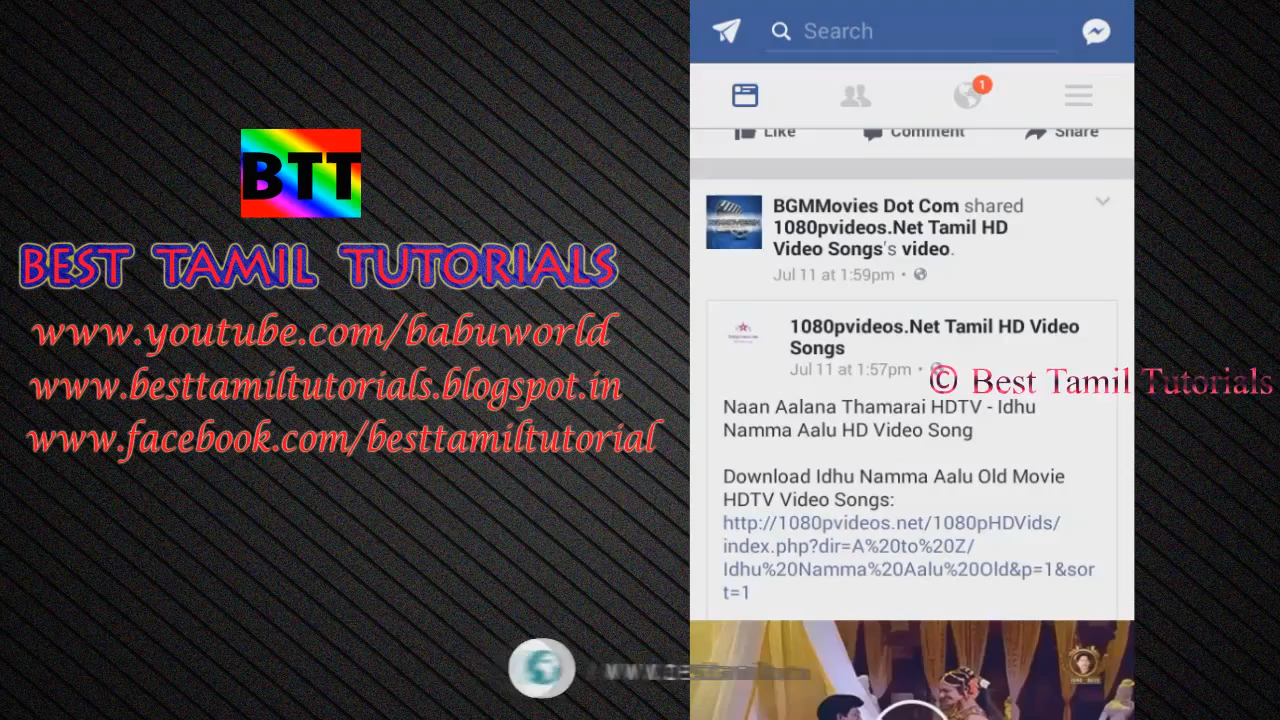 BTT
BEST TAMIL TUTORIALS
www.youtube.com/babuworld
www.besttamiltutorials.blogspot.in
www.facebook.com/besttamiltutorial
Search
1
Like Comment Share
BGMMovies Dot Com shared
1080pvideos.Net Tamil HD
Video Songs's video.
Jul 11 at 1:59pm •
1080pvideos.Net Tamil HD Video
Songs
Jul 11 at 1:57pm •
© Best Tamil Tutorials
Naan Aalana Thamarai HDTV - Idhu
Namma Aalu HD Video Song
Download Idhu Namma Aalu Old Movie
HDTV Video Songs:
http://1080pvideos.net/1080pHDVids/
index.php?dir=A%20to%20Z/
Idhu%20Namma%20Aalu%20Old&p=1&sor
t=1